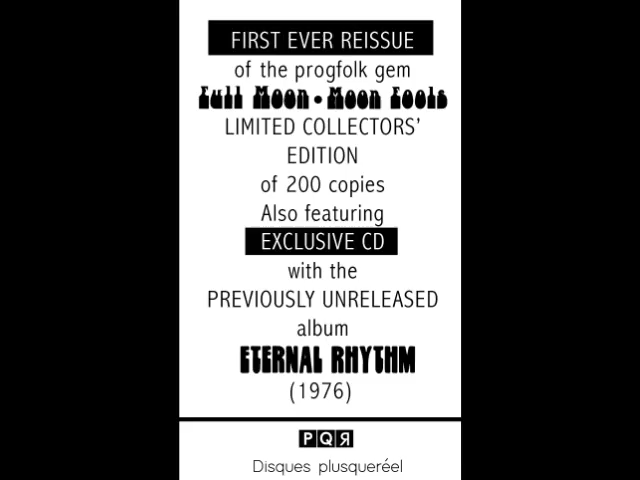 FIRST EVER REISSUE
of the progfolk gem
Full Moon • Moon Fools
LIMITED COLLECTORS'
EDITION
of 200 copies
Also featuring
EXCLUSIVE CD
with the
PREVIOUSLY UNRELEASED
album
ETERNAL RHYTHM
(1976)
PQR
Disques plusqueréel